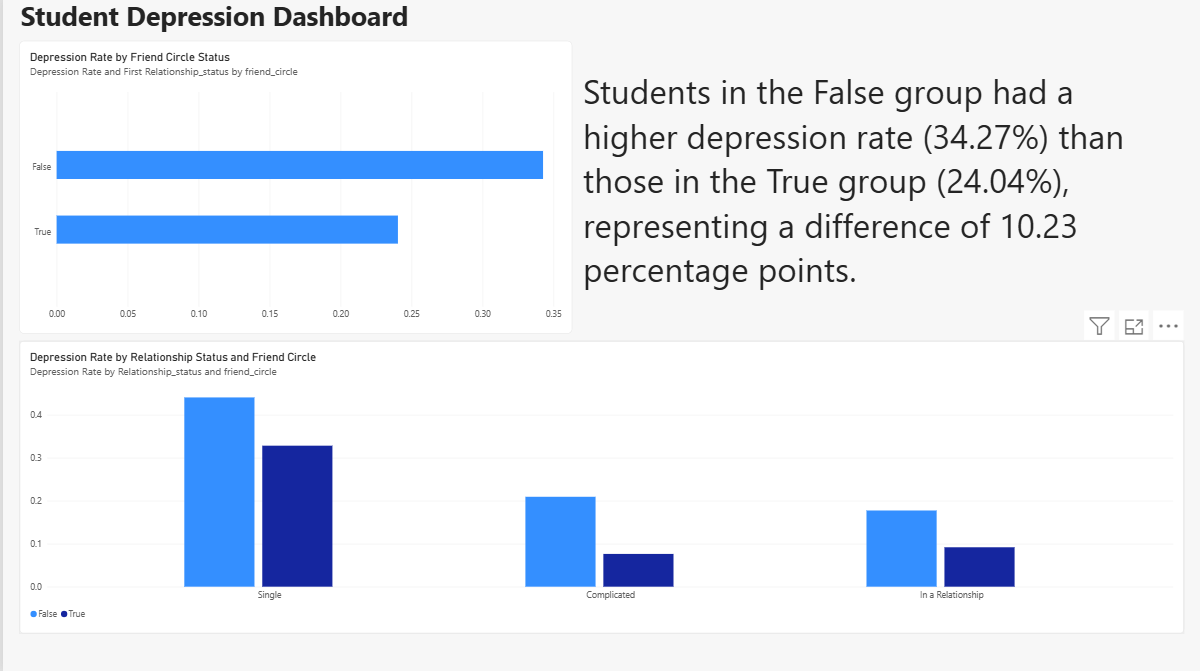 Student Depression Dashboard
Depression Rate by Friend Circle Status
Depression Rate and First Relationship_status by friend_circle
False
True
0.00 0.05 0.10 0.15 0.20 0.25 0.30 0.35
Students in the False group had a
higher depression rate (34.27%) than
those in the True group (24.04%),
representing a difference of 10.23
percentage points.
Depression Rate by Relationship Status and Friend Circle
Depression Rate by Relationship_status and friend_circle
0.4
0.3
0.2
0.1
0.0
Single Complicated In a Relationship
False True